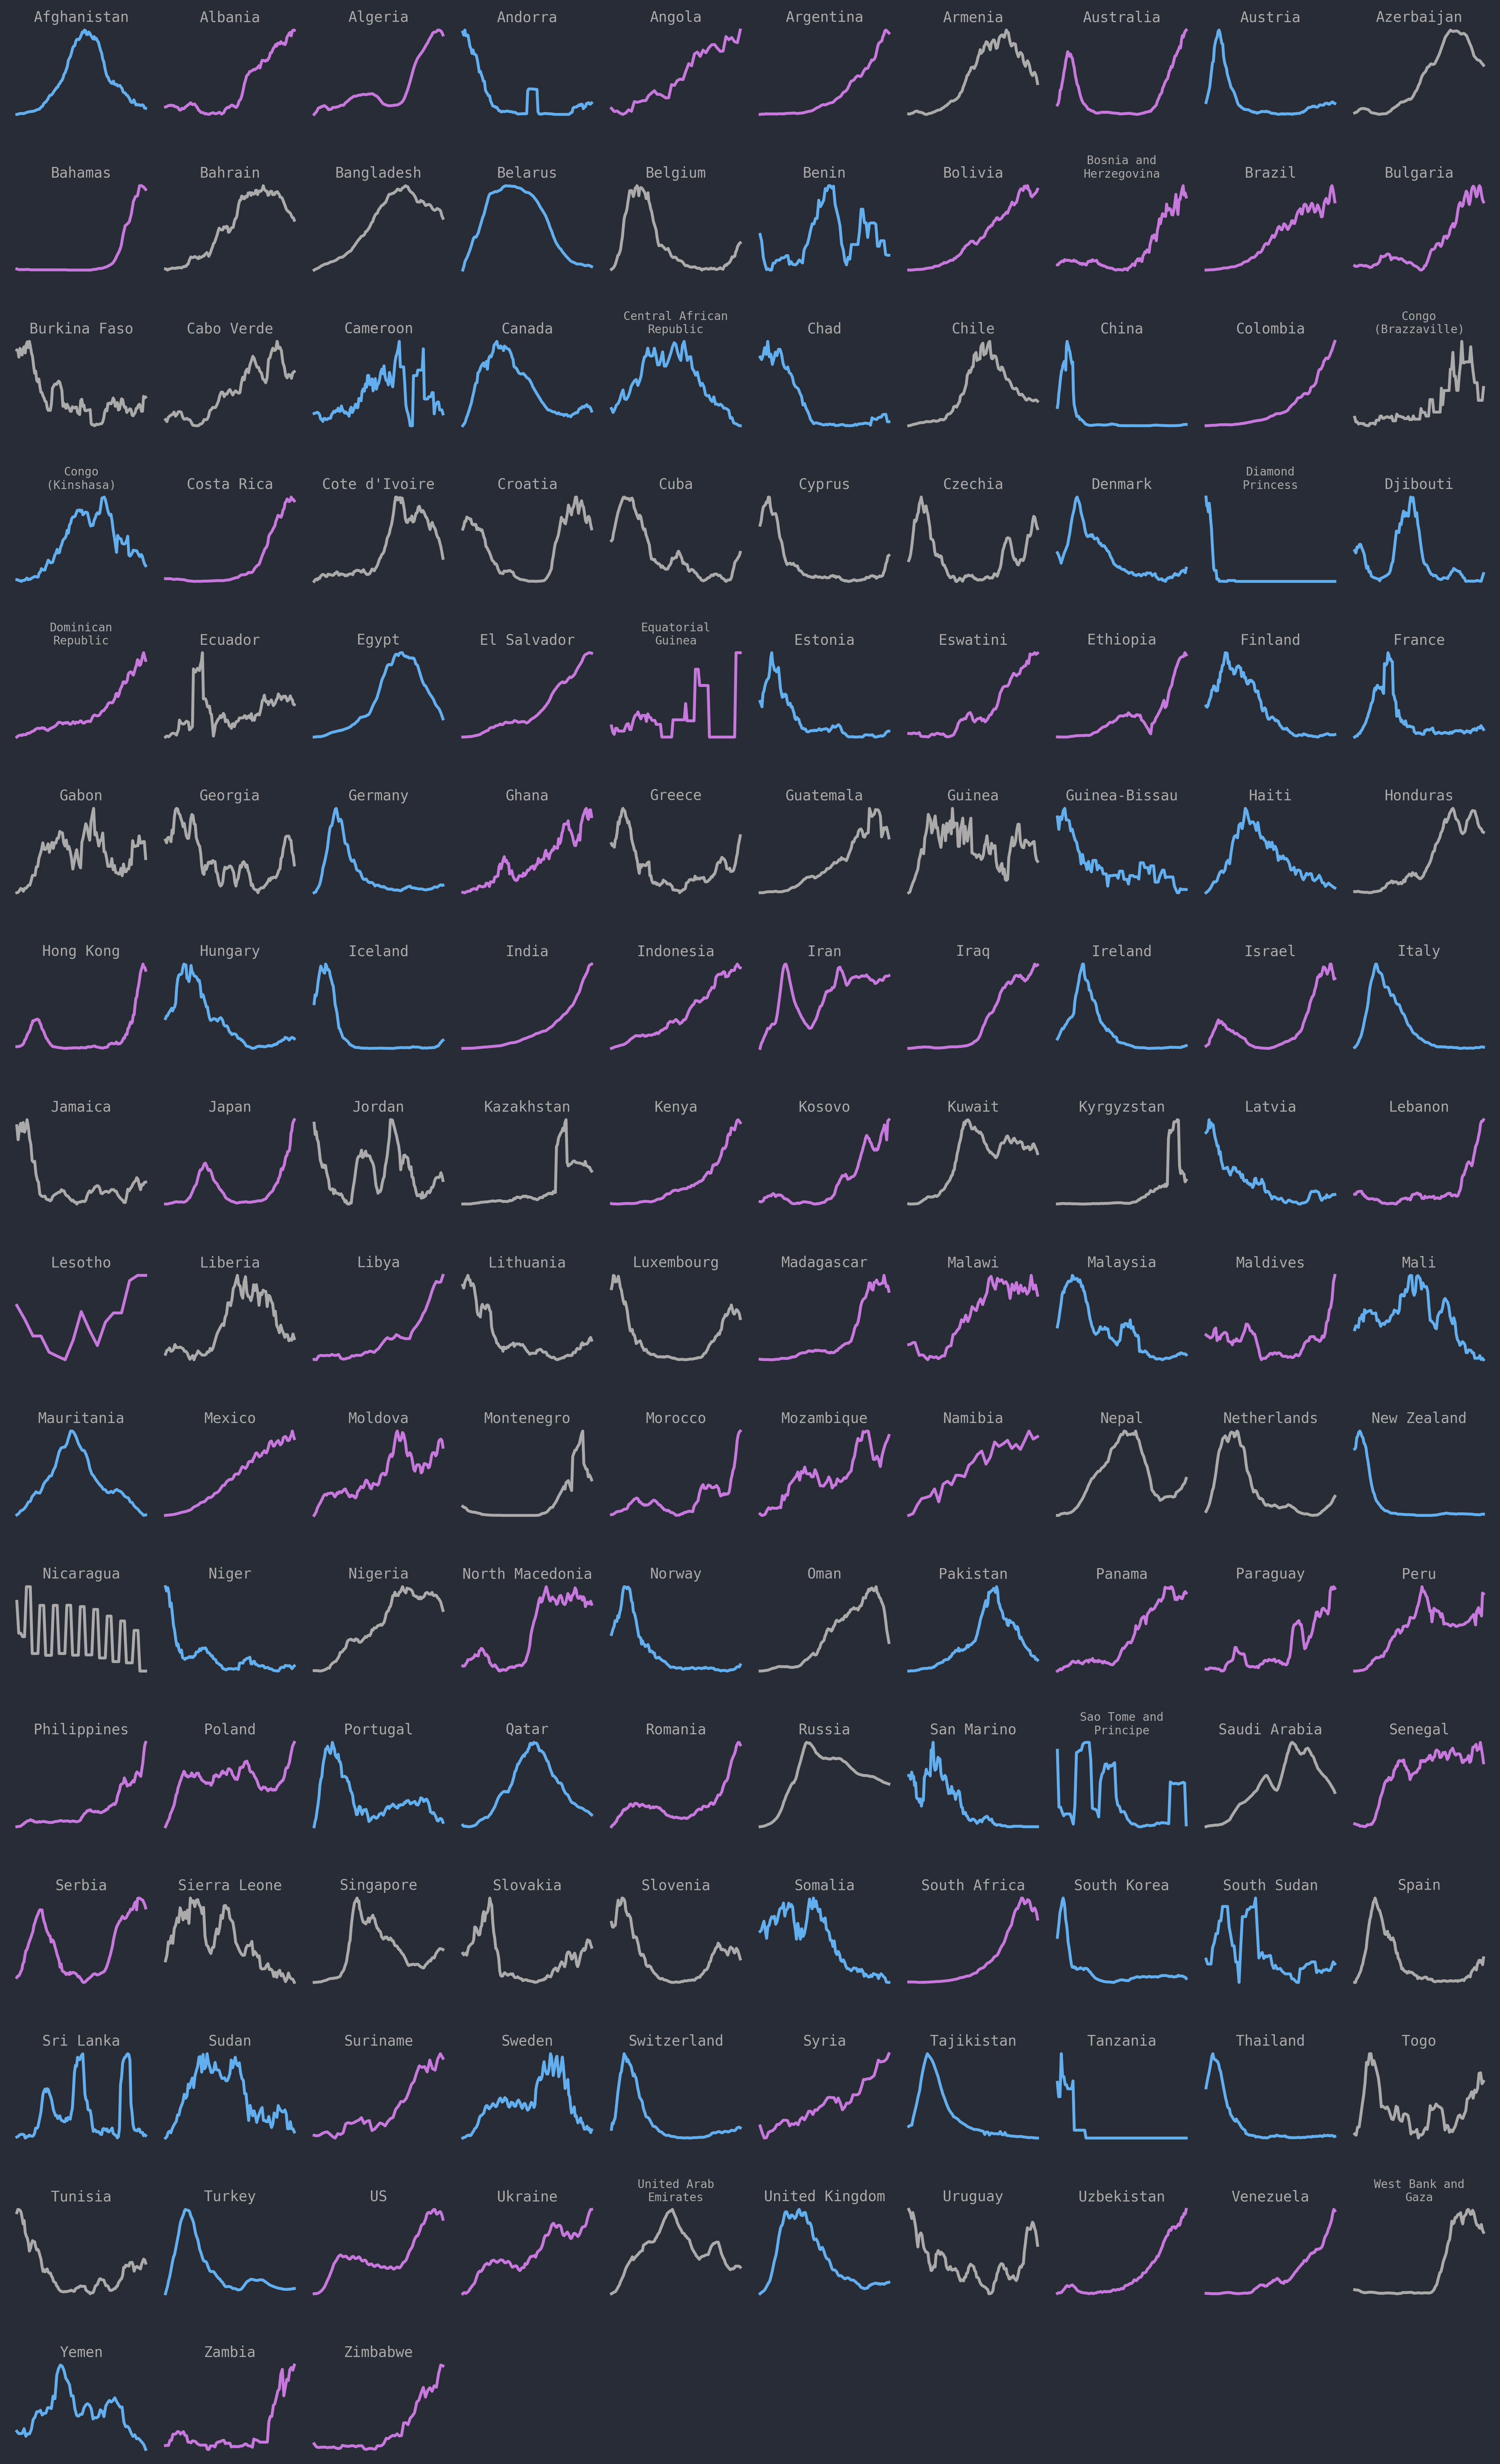 Afghanistan
Albania
Algeria
Andorra
Angola
Argentina
Armenia
Australia
Austria
Azerbaijan
Bahamas
Bahrain
Bangladesh
Belarus
Belgium
Benin
Bolivia
Bosnia and
Herzegovina
Brazil
Bulgaria
Burkina Faso
Cabo Verde
Cameroon
Canada
Central African
Republic
Chad
Chile
China
Colombia
Congo
(Brazzaville)
Congo
(Kinshasa)
Costa Rica
Cote d'Ivoire
Croatia
Cuba
Cyprus
Czechia
Denmark
Diamond
Princess
Djibouti
Dominican
Republic
Ecuador
Egypt
El Salvador
Equatorial
Guinea
Estonia
Eswatini
Ethiopia
Finland
France
Gabon
Georgia
Germany
Ghana
Greece
Guatemala
Guinea
Guinea-Bissau
Haiti
Honduras
Hong Kong
Hungary
Iceland
India
Indonesia
Iran
Iraq
Ireland
Israel
Italy
Jamaica
Japan
Jordan
Kazakhstan
Kenya
Kosovo
Kuwait
Kyrgyzstan
Latvia
Lebanon
Lesotho
Liberia
Libya
Lithuania
Luxembourg
Madagascar
Malawi
Malaysia
Maldives
Mali
Mauritania
Mexico
Moldova
Montenegro
Morocco
Mozambique
Namibia
Nepal
Netherlands
New Zealand
Nicaragua
Niger
Nigeria
North Macedonia
Norway
Oman
Pakistan
Panama
Paraguay
Peru
Philippines
Poland
Portugal
Qatar
Romania
Russia
San Marino
Sao Tome and
Principe
Saudi Arabia
Senegal
Serbia
Sierra Leone
Singapore
Slovakia
Slovenia
Somalia
South Africa
South Korea
South Sudan
Spain
Sri Lanka
Sudan
Suriname
Sweden
Switzerland
Syria
Tajikistan
Tanzania
Thailand
Togo
Tunisia
Turkey
US
Ukraine
United Arab
Emirates
United Kingdom
Uruguay
Uzbekistan
Venezuela
West Bank and
Gaza
Yemen
Zambia
Zimbabwe